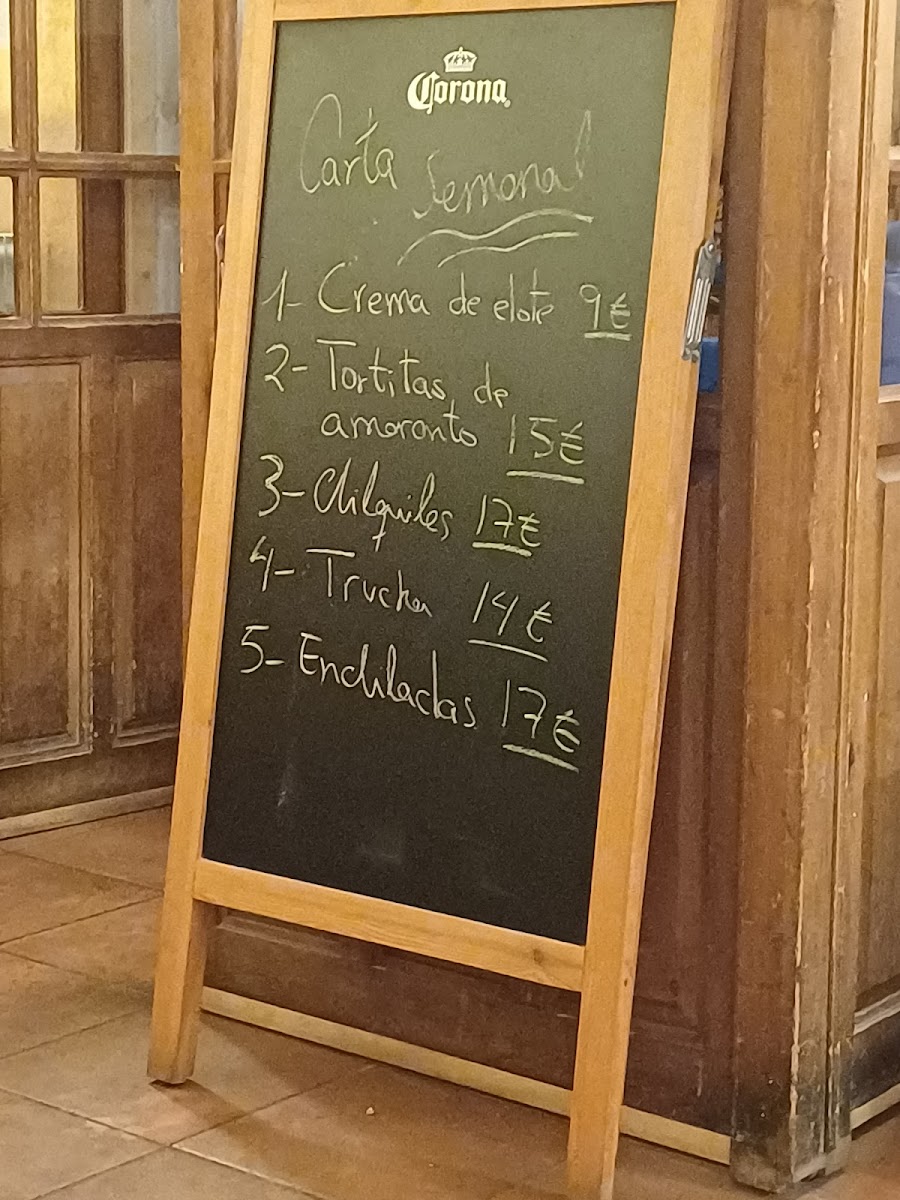 Corona
Carta Semanal
1- Crema de elote 9€
2- Tortitas de
amaranto 15€
3- Chilquiles 17€
4- Trucha 14€
5- Enchiladas 17€